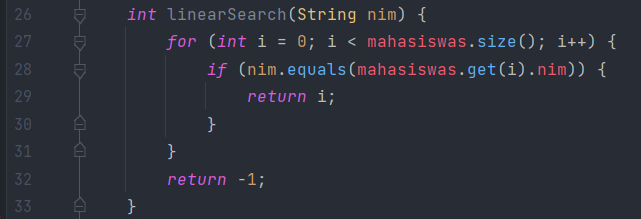 26 int linearSearch(String nim) {
27 for (int i = 0; i < mahasiswas.size(); i++) {
28 if (nim.equals(mahasiswas.get(i).nim)) {
29 return i;
30 }
31 }
32 return -1;
33 }